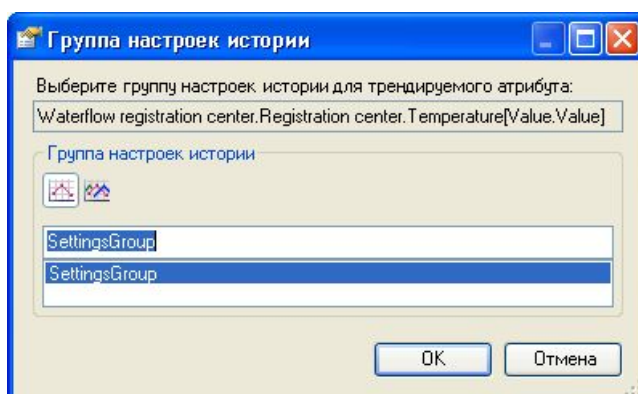 Группа настроек истории
Выберите группу настроек истории для трендируемого атрибута:
Waterflow registration center.Registration center.Temperature[Value.Value]
Группа настроек истории
SettingsGroup
SettingsGroup
OK
Отмена